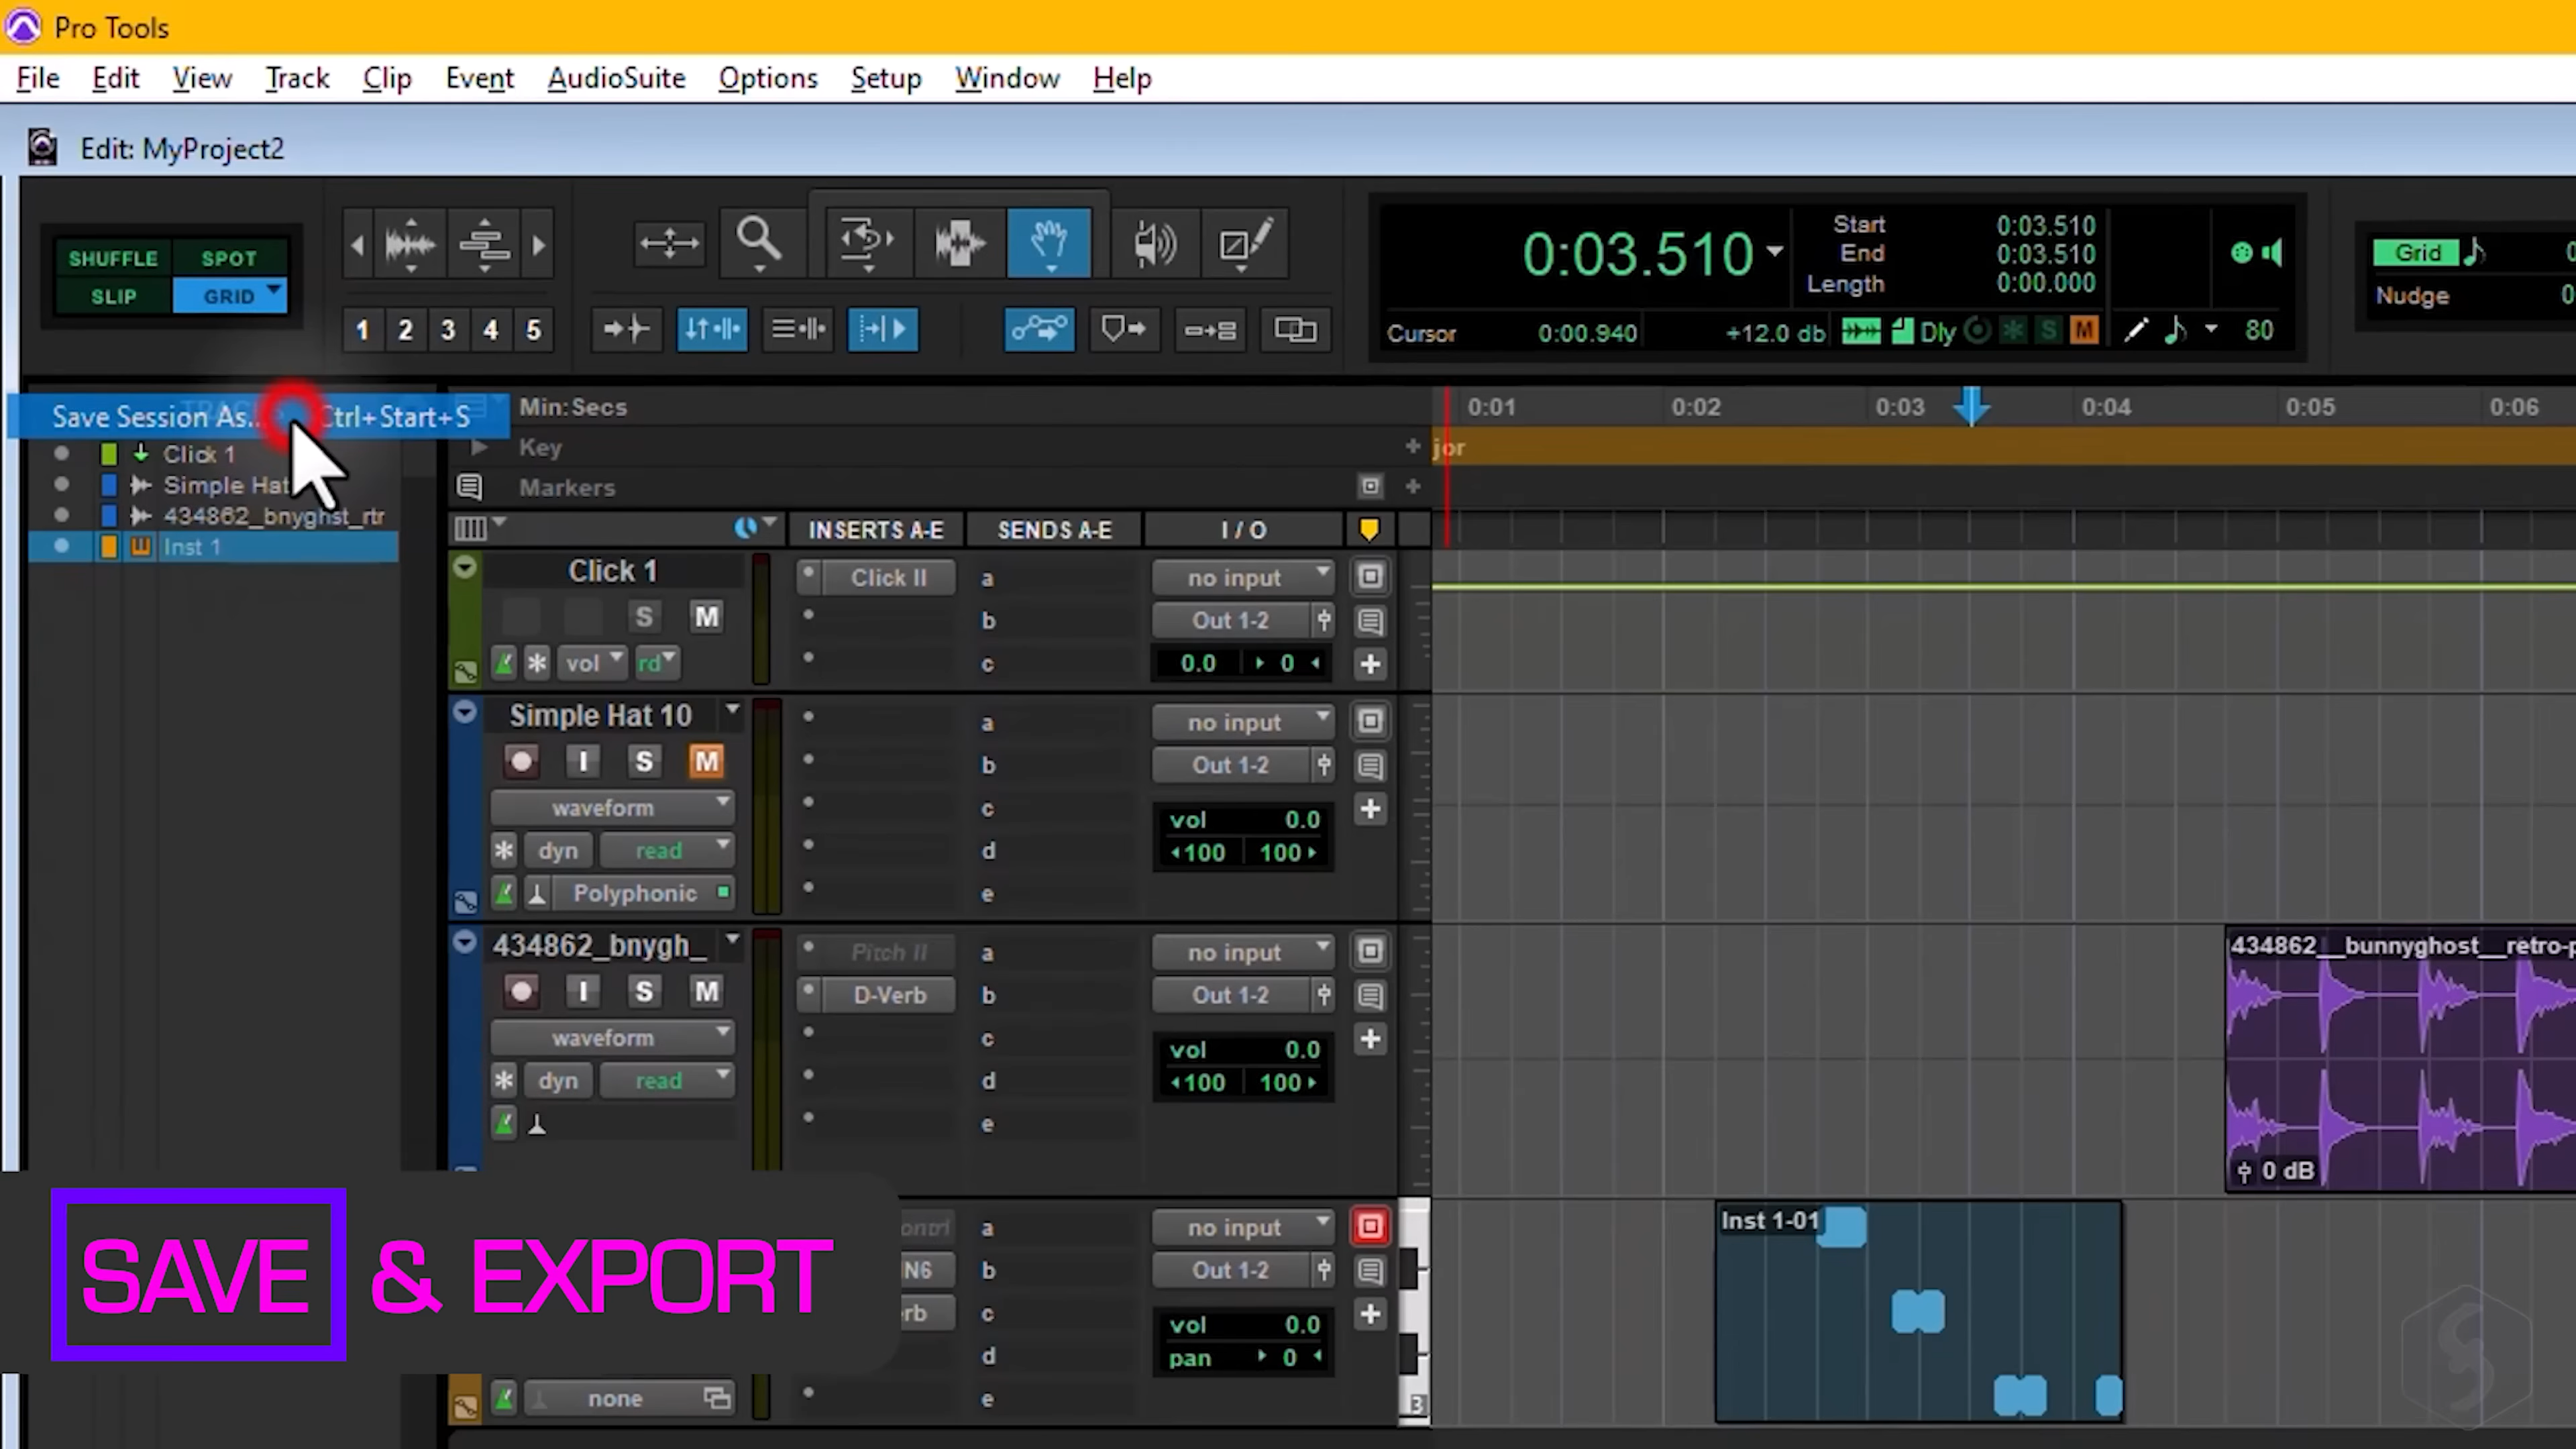 Pro Tools
File Edit View Track Clip Event AudioSuite Options Setup Window Help
Edit: MyProject2
SHUFFLE SPOT
SLIP GRID
1 2 3 4 5
0:03.510
Start 0:03.510
End 0:03.510
Length 0:00.000
Cursor 0:00.940 +12.0 db Dly S M 80
Grid
Nudge
Save Session As... Ctrl+Start+S
Click 1
Simple Hat
434862_bnyghst_rtr
Inst 1
Min:Secs 0:01 0:02 0:03 0:04 0:05 0:06
Key jor
Markers
INSERTS A-E SENDS A-E I / O
Click 1 Click II a no input
S M b Out 1-2
vol rd c 0.0 0
Simple Hat 10 a no input
I S M b Out 1-2
waveform c vol 0.0
dyn read d 100 100
Polyphonic e
434862_bnygh_ Pitch II a no input
I S M D-Verb b Out 1-2
waveform c vol 0.0
dyn read d 100 100
e
434862__bunnyghost__retro-p
0 dB
ontrl a no input
N6 b Out 1-2
rb c vol 0.0
d pan 0
none e
3
Inst 1-01
SAVE & EXPORT